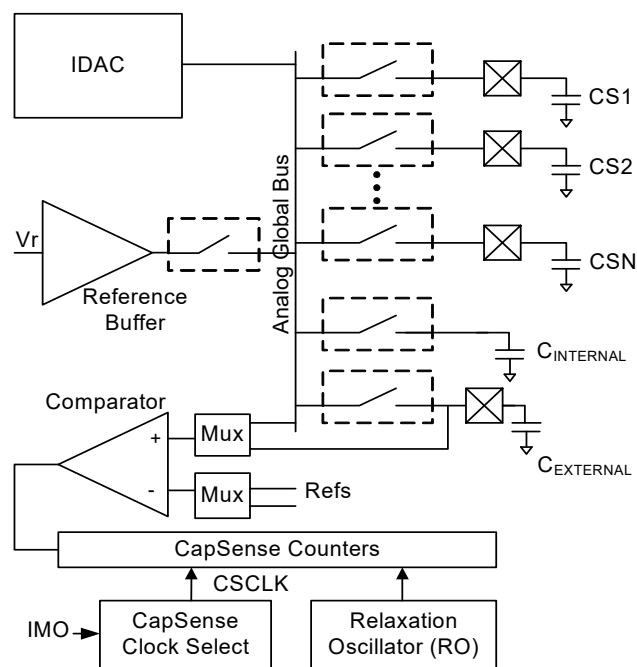 IDAC
CS1
CS2
Vr
Reference
Buffer
Analog Global Bus
CSN
CINTERNAL
Comparator
+
Mux
CEXTERNAL
-
Mux
Refs
CapSense Counters
CSCLK
IMO
CapSense
Clock Select
Relaxation
Oscillator (RO)